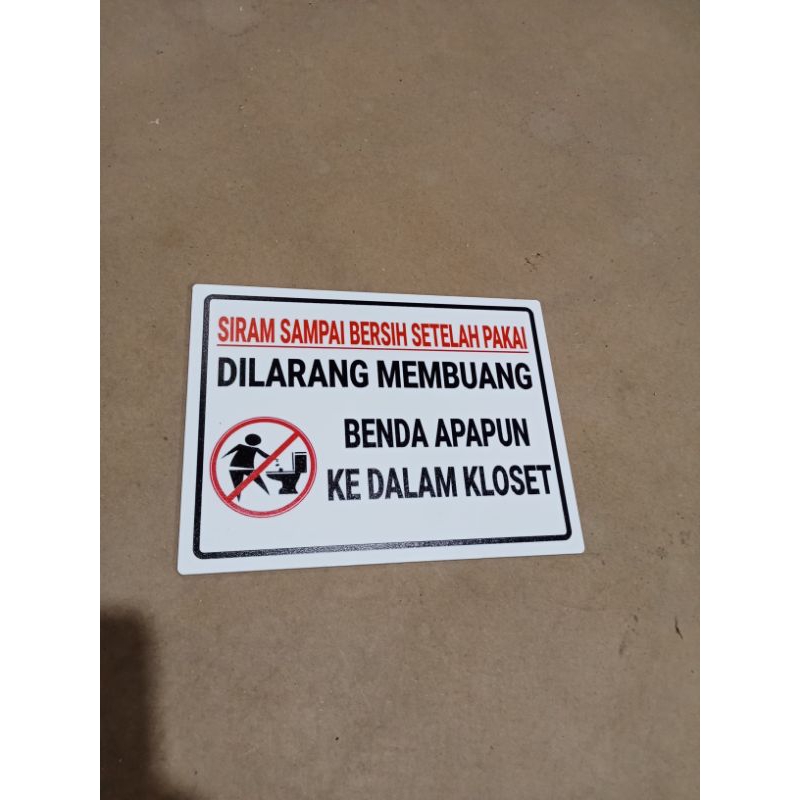 SIRAM SAMPAI BERSIH SETELAH PAKAI
DILARANG MEMBUANG
BENDA APAPUN
KE DALAM KLOSET